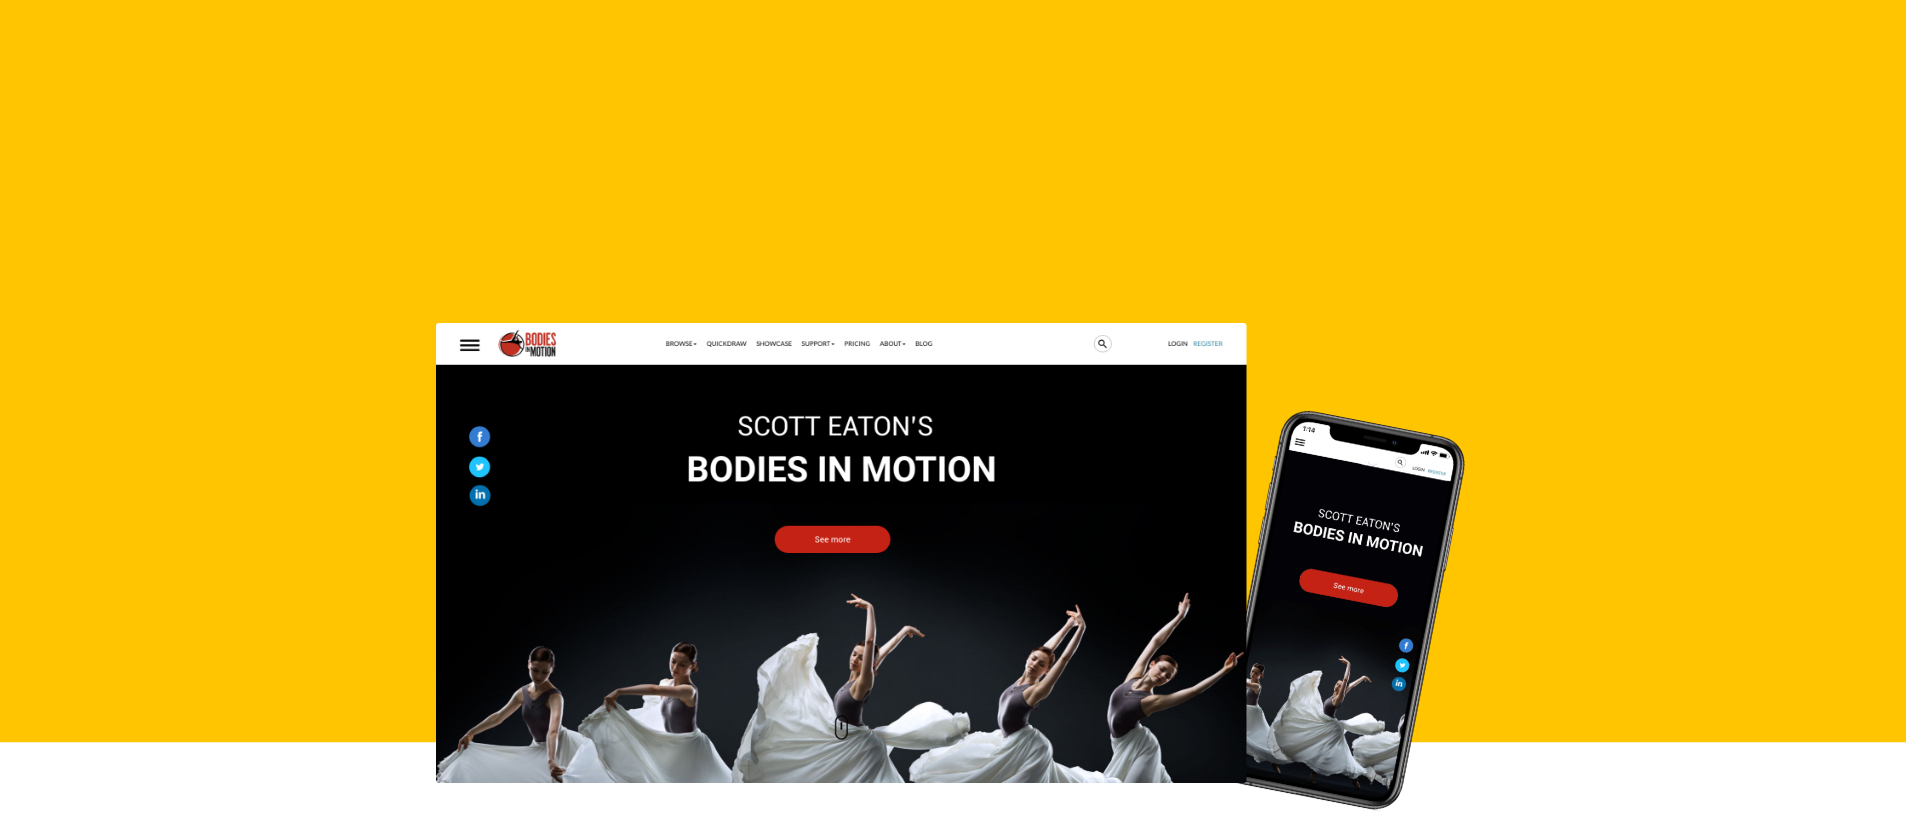 BODIES
IN MOTION
BROWSE QUICKDRAW SHOWCASE SUPPORT PRICING ABOUT BLOG
LOGIN REGISTER
f
in
SCOTT EATON'S
BODIES IN MOTION
See more
1:14
LOGIN REGISTER
SCOTT EATON'S
BODIES IN MOTION
See more
f
in